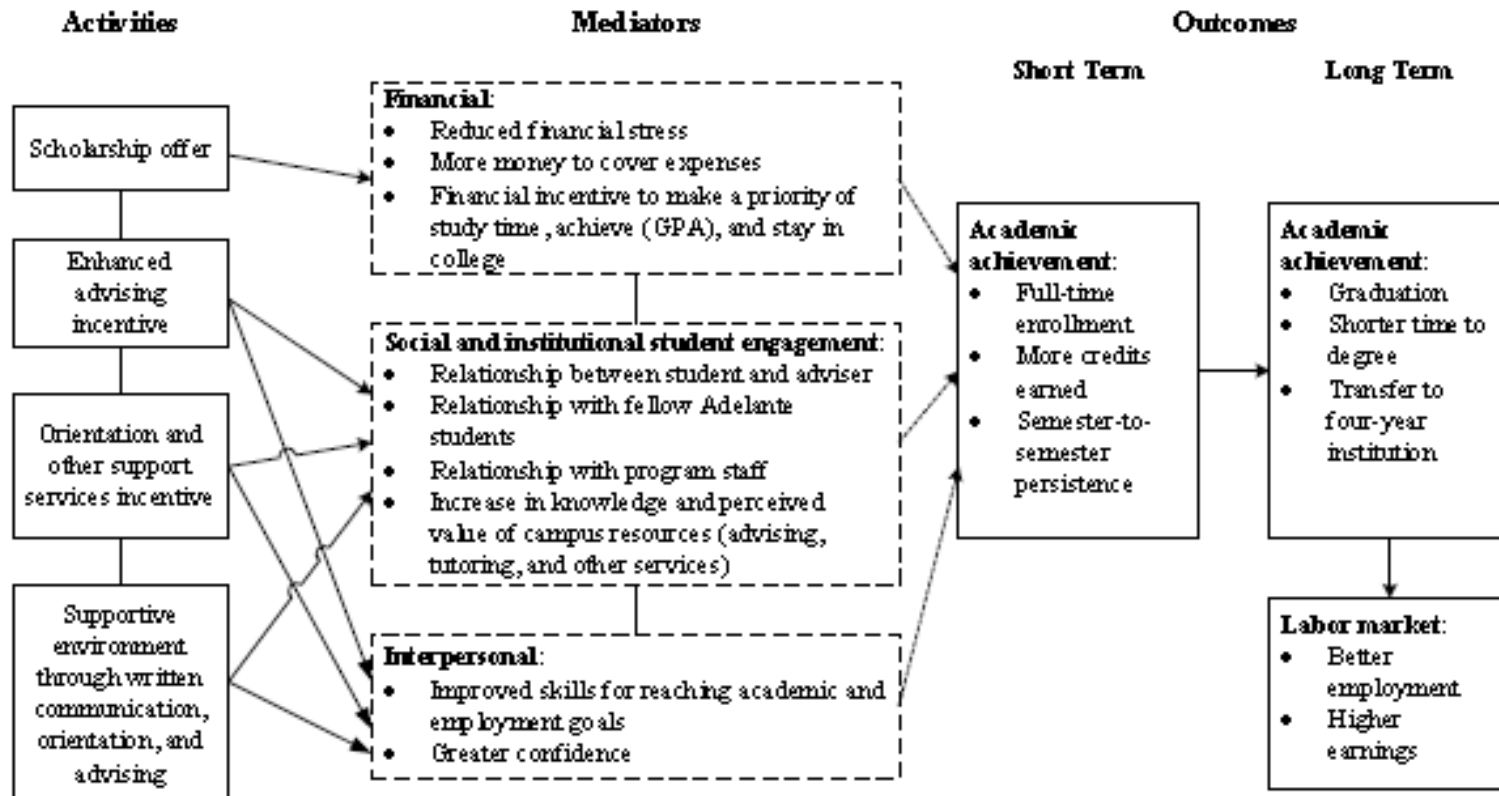 Activities
Mediators
Outcomes
Short Term
Long Term
Scholarship offer
Enhanced
advising
incentive
Orientation and
other support
services incentive
Supportive
environment
through written
communication,
orientation, and
advising
Financial:
• Reduced financial stress
• More money to cover expenses
• Financial incentive to make a priority of
study time, achieve (GPA), and stay in
college
Social and institutional student engagement:
• Relationship between student and adviser
• Relationship with fellow Adelante
students
• Relationship with program staff
• Increase in knowledge and perceived
value of campus resources (advising,
tutoring, and other services)
Interpersonal:
• Improved skills for reaching academic and
employment goals
• Greater confidence
Academic
achievement:
• Full-time
enrollment
• More credits
earned
• Semester-to-
semester
persistence
Academic
achievement:
• Graduation
• Shorter time to
degree
• Transfer to
four-year
institution
Labor market:
• Better
employment
• Higher
earnings